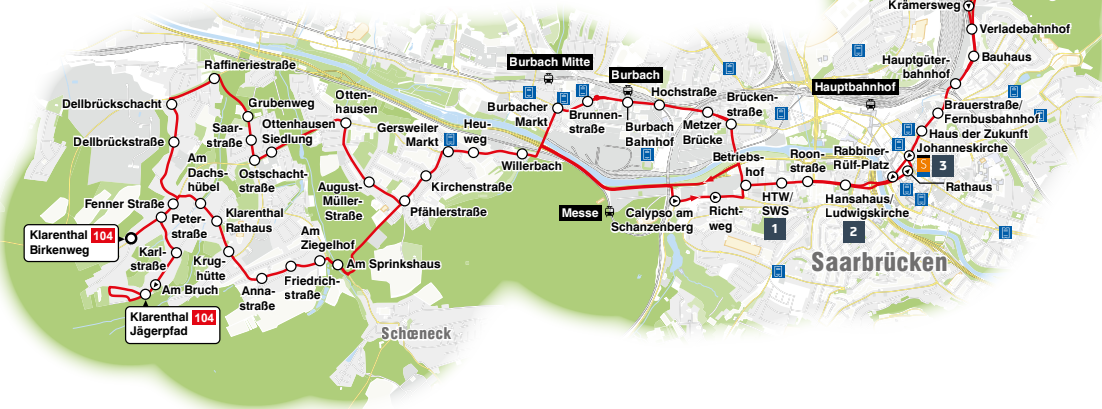 Krämersweg
Verladebahnhof
Bauhaus
Hauptgüter-
bahnhof
Hauptbahnhof
Brauerstraße/
Fernbusbahnhof
Haus der Zukunft
Johanneskirche
S 3
Rabbiner-
Rülf-Platz
Rathaus
Burbach Mitte
Burbach
Raffineriestraße
Dellbrückschacht
Dellbrückstraße
Grubenweg
Saar-
straße
Ottenhausen
Siedlung
Ostschacht-
straße
Otten-
hausen
Gersweiler
Markt
Heu-
weg
Willerbach
Burbacher
Markt
Brunnen-
straße
Burbach
Bahnhof
Hochstraße
Metzer
Brücke
Brücken-
straße
Betriebs-
hof
Roon-
straße
HTW/
SWS
1
Hansahaus/
Ludwigskirche
2
Saarbrücken
Messe
Calypso am
Schanzenberg
Richt-
weg
Kirchenstraße
Pfählerstraße
August-
Müller-
Straße
Am
Dachs-
hübel
Fenner Straße
Peter-
straße
Klarenthal
Rathaus
Klarenthal 104
Birkenweg
Karl-
straße
Krug-
hütte
Am Bruch
Klarenthal 104
Jägerpfad
Anna-
straße
Friedrich-
straße
Am
Ziegelhof
Am Sprinkshaus
Schœneck